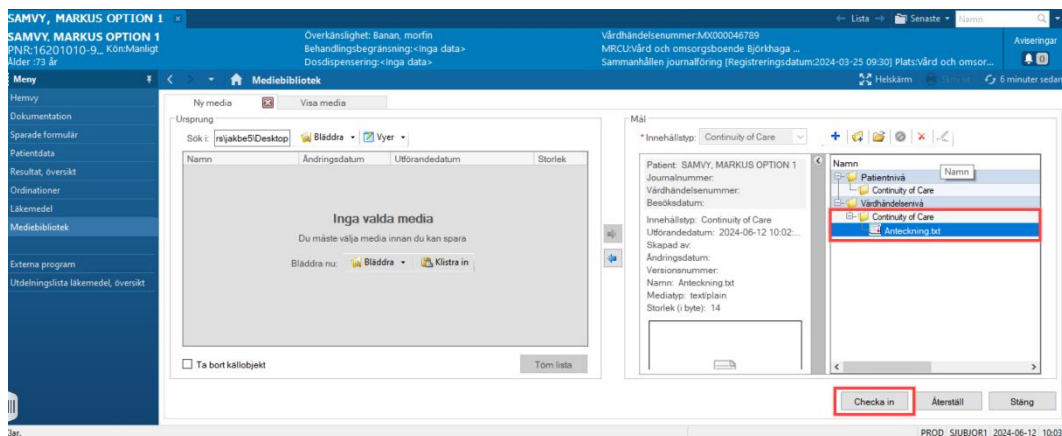 SAMVY, MARKUS OPTION 1
Lista
Senaste
Namn
SAMVY, MARKUS OPTION 1
PNR:16201010-9... Kön:Manligt
Ålder :73 år
Överkänslighet: Banan, morfin
Behandlingsbegränsning:<Inga data>
Dosdispensering:<Inga data>
Vårdhändelsenummer:MX000046789
MRCU:Vård och omsorgsboende Björkhaga ...
Sammanhållen journalföring [Registreringsdatum:2024-03-25 09:30] Plats:Vård och omsor...
Aviseringar
0
Meny
Mediebibliotek
Helskärm
Skriv ut
6 minuter sedan
Hemvy
Dokumentation
Sparade formulär
Patientdata
Resultat, översikt
Ordinationer
Läkemedel
Mediebibliotek
Externa program
Utdelningslista läkemedel, översikt
Ny media
Visa media
Ursprung
Sök i: rs\jakbe5\Desktop
Bläddra
Vyer
Namn
Ändringsdatum
Utförandedatum
Storlek
Inga valda media
Du måste välja media innan du kan spara
Bläddra nu:
Bläddra
Klistra in
Ta bort källobjekt
Töm lista
Mål
*Innehållstyp: Continuity of Care
Patient: SAMVY, MARKUS OPTION 1
Journalnummer:
Vårdhändelsenummer:
Besöksdatum:
Innehållstyp: Continuity of Care
Utförandedatum: 2024-06-12 10:02:...
Skapad av:
Ändringsdatum:
Versionsnummer:
Namn: Anteckning.txt
Mediatyp: text/plain
Storlek (i byte): 14
Namn
Namn
Patientnivå
Continuity of Care
Vårdhändelsenivå
Continuity of Care
Anteckning.txt
Checka in
Återställ
Stäng
PROD SJUBJOR1 2024-06-12 10:03